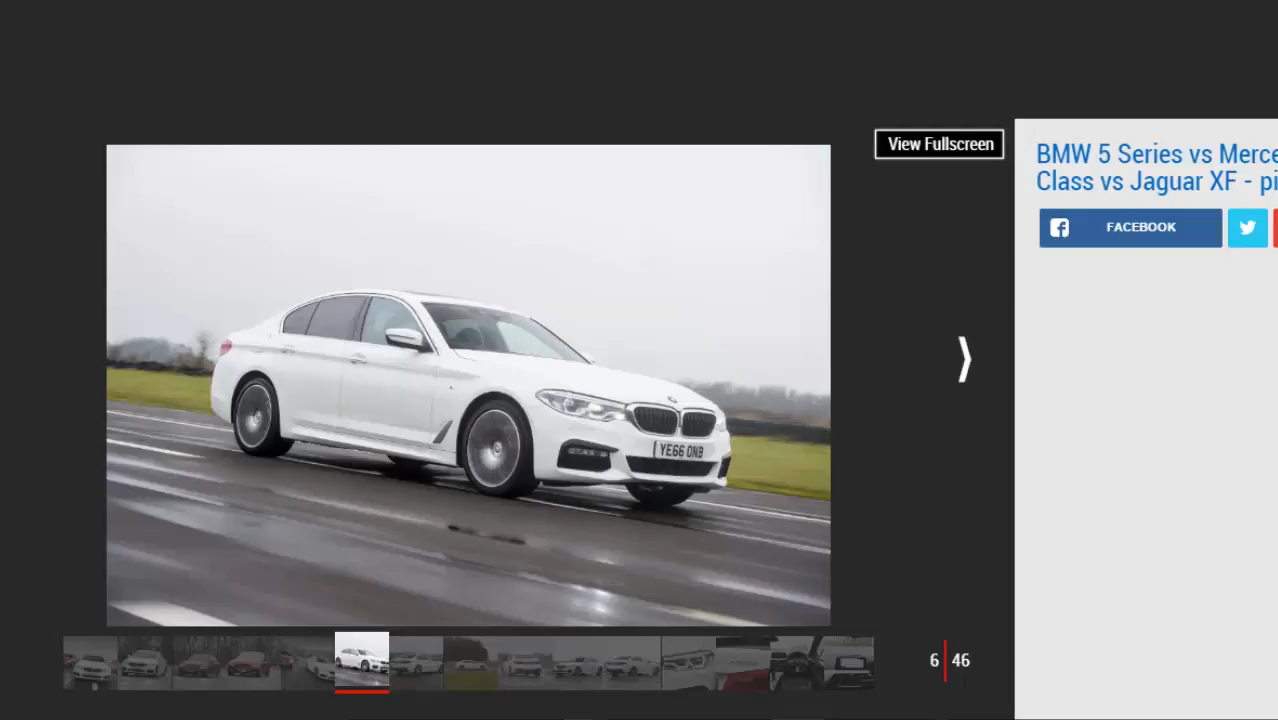 View Fullscreen
BMW 5 Series vs Merce
Class vs Jaguar XF - pi
FACEBOOK
YE66 ONB
6 46